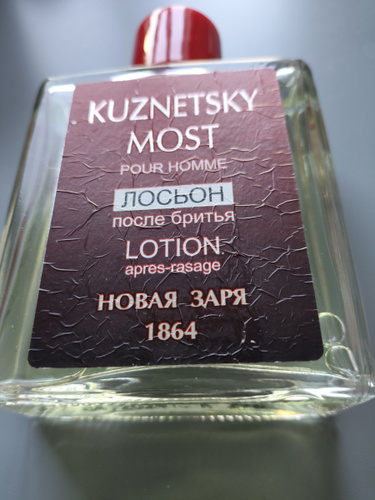 KUZNETSKY
MOST
POUR HOMME
ЛОСЬОН
после бритья
LOTION
apres-rasage
НОВАЯ ЗАРЯ
1864